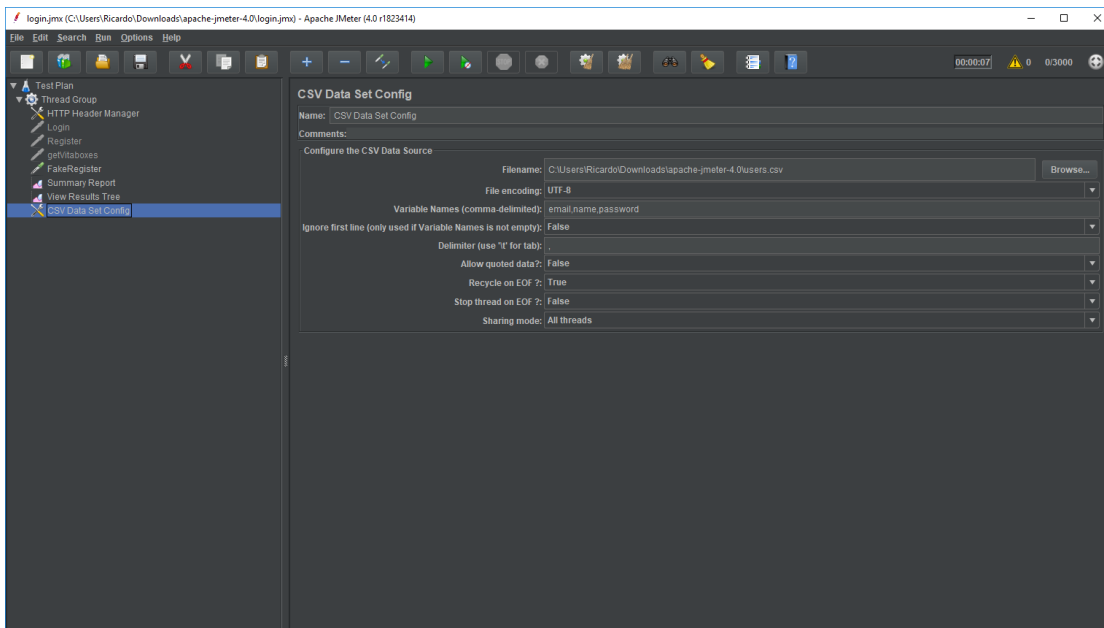 login.jmx (C:\Users\Ricardo\Downloads\apache-jmeter-4.0\login.jmx) - Apache JMeter (4.0 r1823414)
File Edit Search Run Options Help
00:00:07 0 0/3000
Test Plan
Thread Group
HTTP Header Manager
Login
Register
getVitaboxes
FakeRegister
Summary Report
View Results Tree
CSV Data Set Config
CSV Data Set Config
Name: CSV Data Set Config
Comments:
Configure the CSV Data Source
Filename: C:\Users\Ricardo\Downloads\apache-jmeter-4.0\users.csv Browse...
File encoding: UTF-8
Variable Names (comma-delimited): email,name,password
Ignore first line (only used if Variable Names is not empty): False
Delimiter (use '\t' for tab): ,
Allow quoted data?: False
Recycle on EOF ?: True
Stop thread on EOF ?: False
Sharing mode: All threads